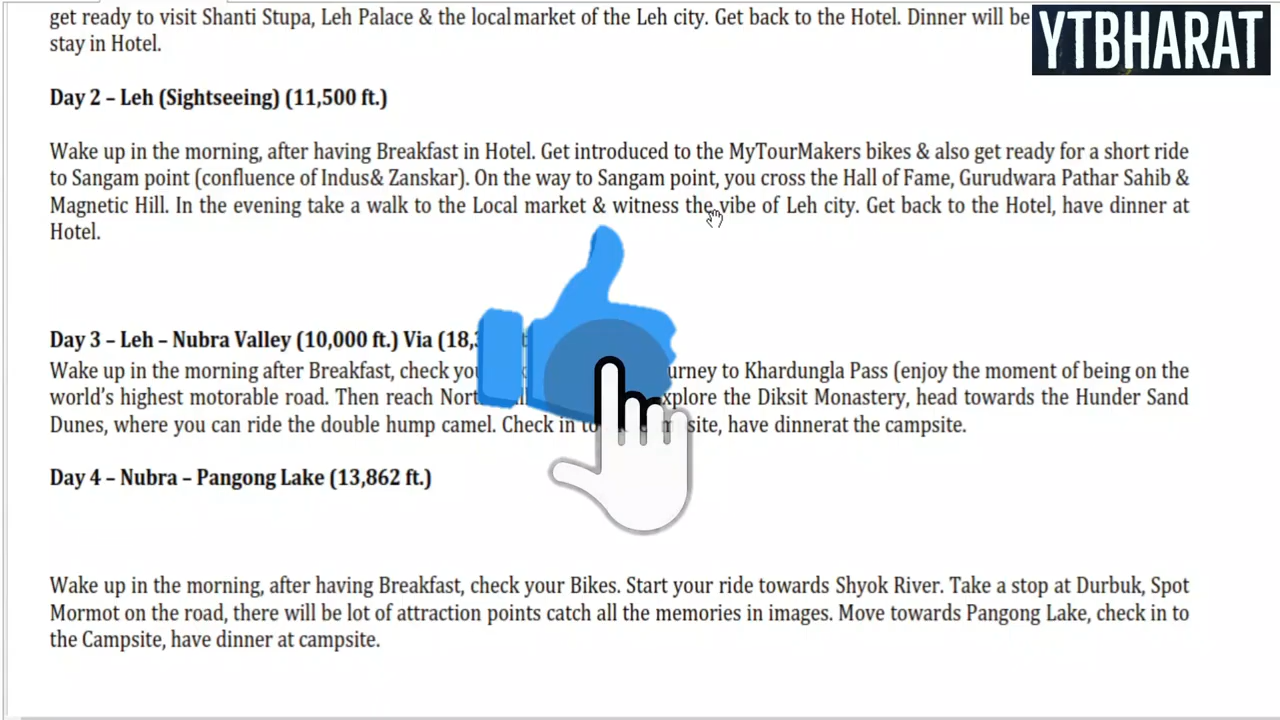 get ready to visit Shanti Stupa, Leh Palace & the localmarket of the Leh city. Get back to the Hotel. Dinner will be
YTBHARAT
stay in Hotel.
Day 2 – Leh (Sightseeing) (11,500 ft.)
Wake up in the morning, after having Breakfast in Hotel. Get introduced to the MyTourMakers bikes & also get ready for a short ride
to Sangam point (confluence of Indus& Zanskar). On the way to Sangam point, you cross the Hall of Fame, Gurudwara Pathar Sahib &
Magnetic Hill. In the evening take a walk to the Local market & witness the vibe of Leh city. Get back to the Hotel, have dinner at
Hotel.
Day 3 – Leh – Nubra Valley (10,000 ft.) Via (18,
Wake up in the morning after Breakfast, check to Khardungla Pass (enjoy the moment of being on the
world's highest motorable road. Then reach the Diksit Monastery, head towards the Hunder Sand
Dunes, where you can ride the double hump camel. Check in have dinnerat the campsite.
Day 4 – Nubra – Pangong Lake (13,862 ft.)
Wake up in the morning, after having Breakfast, check your Bikes. Start your ride towards Shyok River. Take a stop at Durbuk, Spot
Mormot on the road, there will be lot of attraction points catch all the memories in images. Move towards Pangong Lake, check in to
the Campsite, have dinner at campsite.